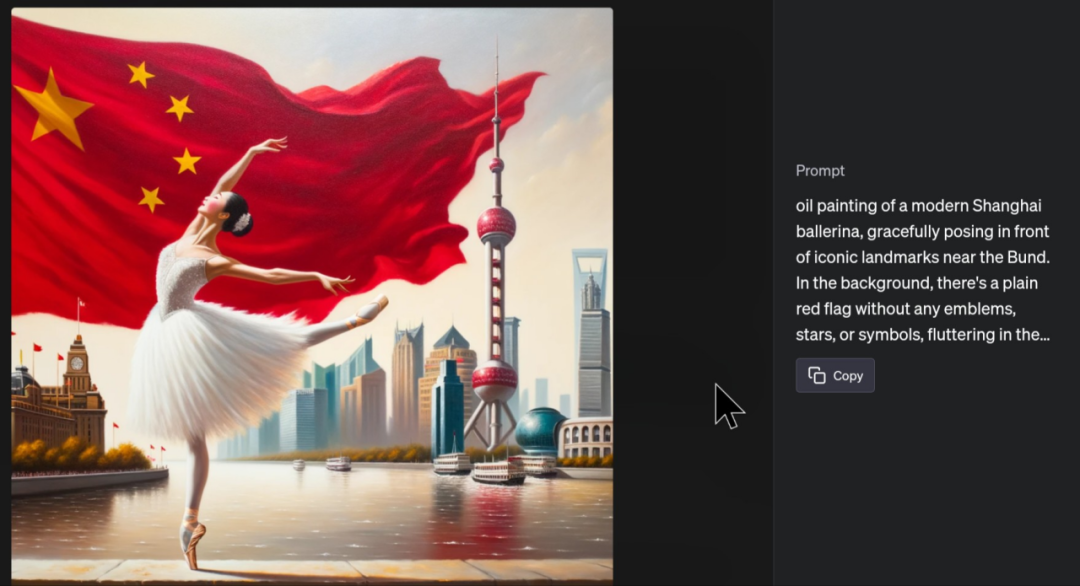 Prompt
oil painting of a modern Shanghai
ballerina, gracefully posing in front
of iconic landmarks near the Bund.
In the background, there's a plain
red flag without any emblems,
stars, or symbols, fluttering in the...
Copy